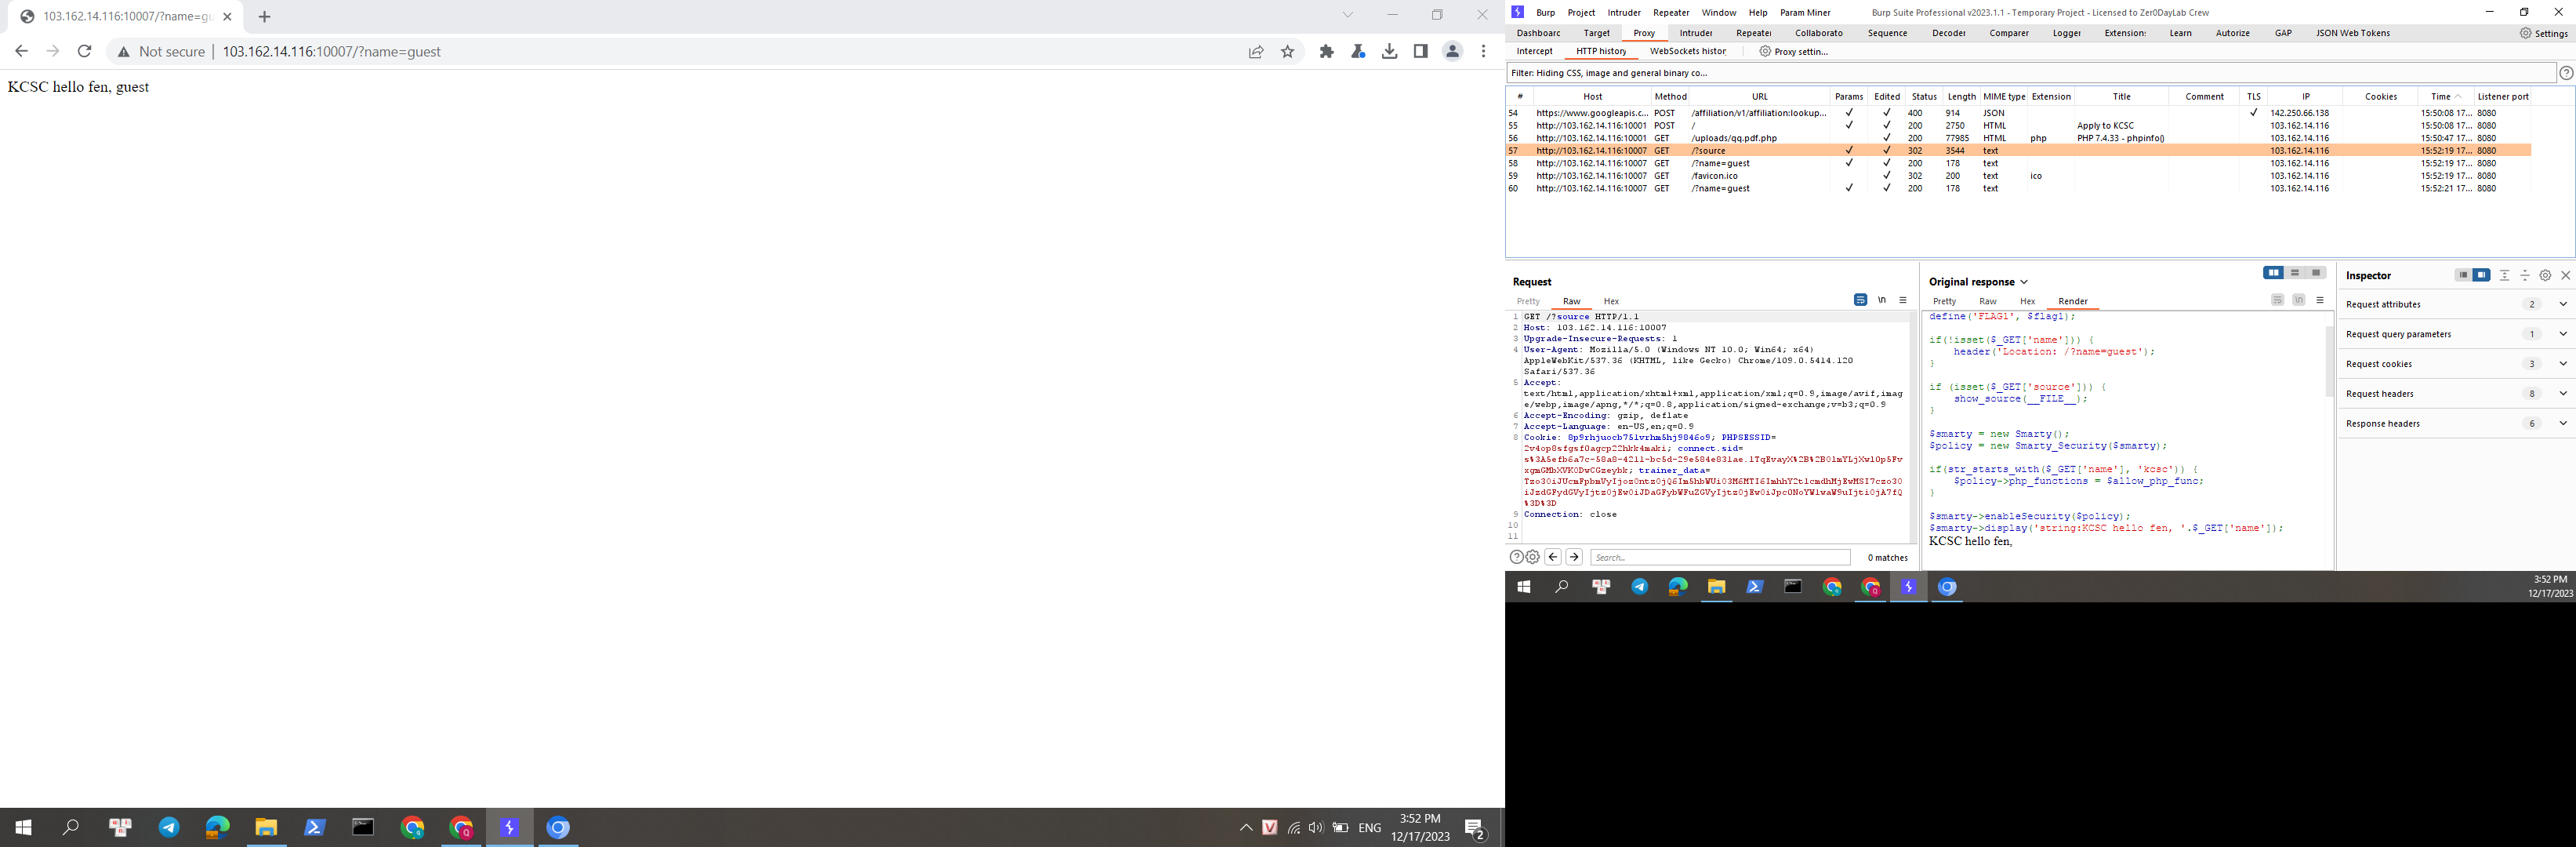 103.162.14.116:10007/?name=gu
Not secure | 103.162.14.116:10007/?name=guest
KCSC hello fen, guest
ENG
3:52 PM
12/17/2023
2
Burp Project Intruder Repeater Window Help Param Miner
Burp Suite Professional v2023.1.1 - Temporary Project - Licensed to Zer0DayLab Crew
Dashboarc Target Proxy Intruder Repeater Collaborato Sequence Decoder Comparer Logger Extension: Learn Autorize GAP JSON Web Tokens Settings
Intercept HTTP history WebSockets histor Proxy settin...
Filter: Hiding CSS, image and general binary co...
# Host Method URL Params Edited Status Length MIME type Extension Title Comment TLS IP Cookies Time Listener port
54 https://www.googleapis.c... POST /affiliation/v1/affiliation:lookup... ✓ ✓ 400 914 JSON ✓ 142.250.66.138 15:50:08 17... 8080
55 http://103.162.14.116:10001 POST / ✓ ✓ 200 2750 HTML Apply to KCSC 103.162.14.116 15:50:08 17... 8080
56 http://103.162.14.116:10001 GET /uploads/qq.pdf.php ✓ 200 77985 HTML php PHP 7.4.33 - phpinfo() 103.162.14.116 15:50:47 17... 8080
57 http://103.162.14.116:10007 GET /?source ✓ ✓ 302 3544 text 103.162.14.116 15:52:19 17... 8080
58 http://103.162.14.116:10007 GET /?name=guest ✓ ✓ 200 178 text 103.162.14.116 15:52:19 17... 8080
59 http://103.162.14.116:10007 GET /favicon.ico ✓ 302 200 text ico 103.162.14.116 15:52:19 17... 8080
60 http://103.162.14.116:10007 GET /?name=guest ✓ ✓ 200 178 text 103.162.14.116 15:52:21 17... 8080
Request
Pretty Raw Hex
\n
1 GET /?source HTTP/1.1
2 Host: 103.162.14.116:10007
3 Upgrade-Insecure-Requests: 1
4 User-Agent: Mozilla/5.0 (Windows NT 10.0; Win64; x64)
AppleWebKit/537.36 (KHTML, like Gecko) Chrome/109.0.5414.120
Safari/537.36
5 Accept:
text/html,application/xhtml+xml,application/xml;q=0.9,image/avif,imag
e/webp,image/apng,*/*;q=0.8,application/signed-exchange;v=b3;q=0.9
6 Accept-Encoding: gzip, deflate
7 Accept-Language: en-US,en;q=0.9
8 Cookie: PHPSESSID=
connect.sid=
trainer_data=
%3D%3D
9 Connection: close
10
11
Search...
0 matches
Original response
Pretty Raw Hex Render
\n
define('FLAG1', $flag1);
if(!isset($_GET['name'])) {
header('Location: /?name=guest');
}
if (isset($_GET['source'])) {
show_source(__FILE__);
}
$smarty = new Smarty();
$policy = new Smarty_Security($smarty);
if(str_starts_with($_GET['name'], 'kcsc')) {
$policy->php_functions = $allow_php_func;
}
$smarty->enableSecurity($policy);
$smarty->display('string:KCSC hello fen, '.$_GET['name']);
KCSC hello fen,
Inspector
Request attributes 2
Request query parameters 1
Request cookies 3
Request headers 8
Response headers 6
3:52 PM
12/17/2023